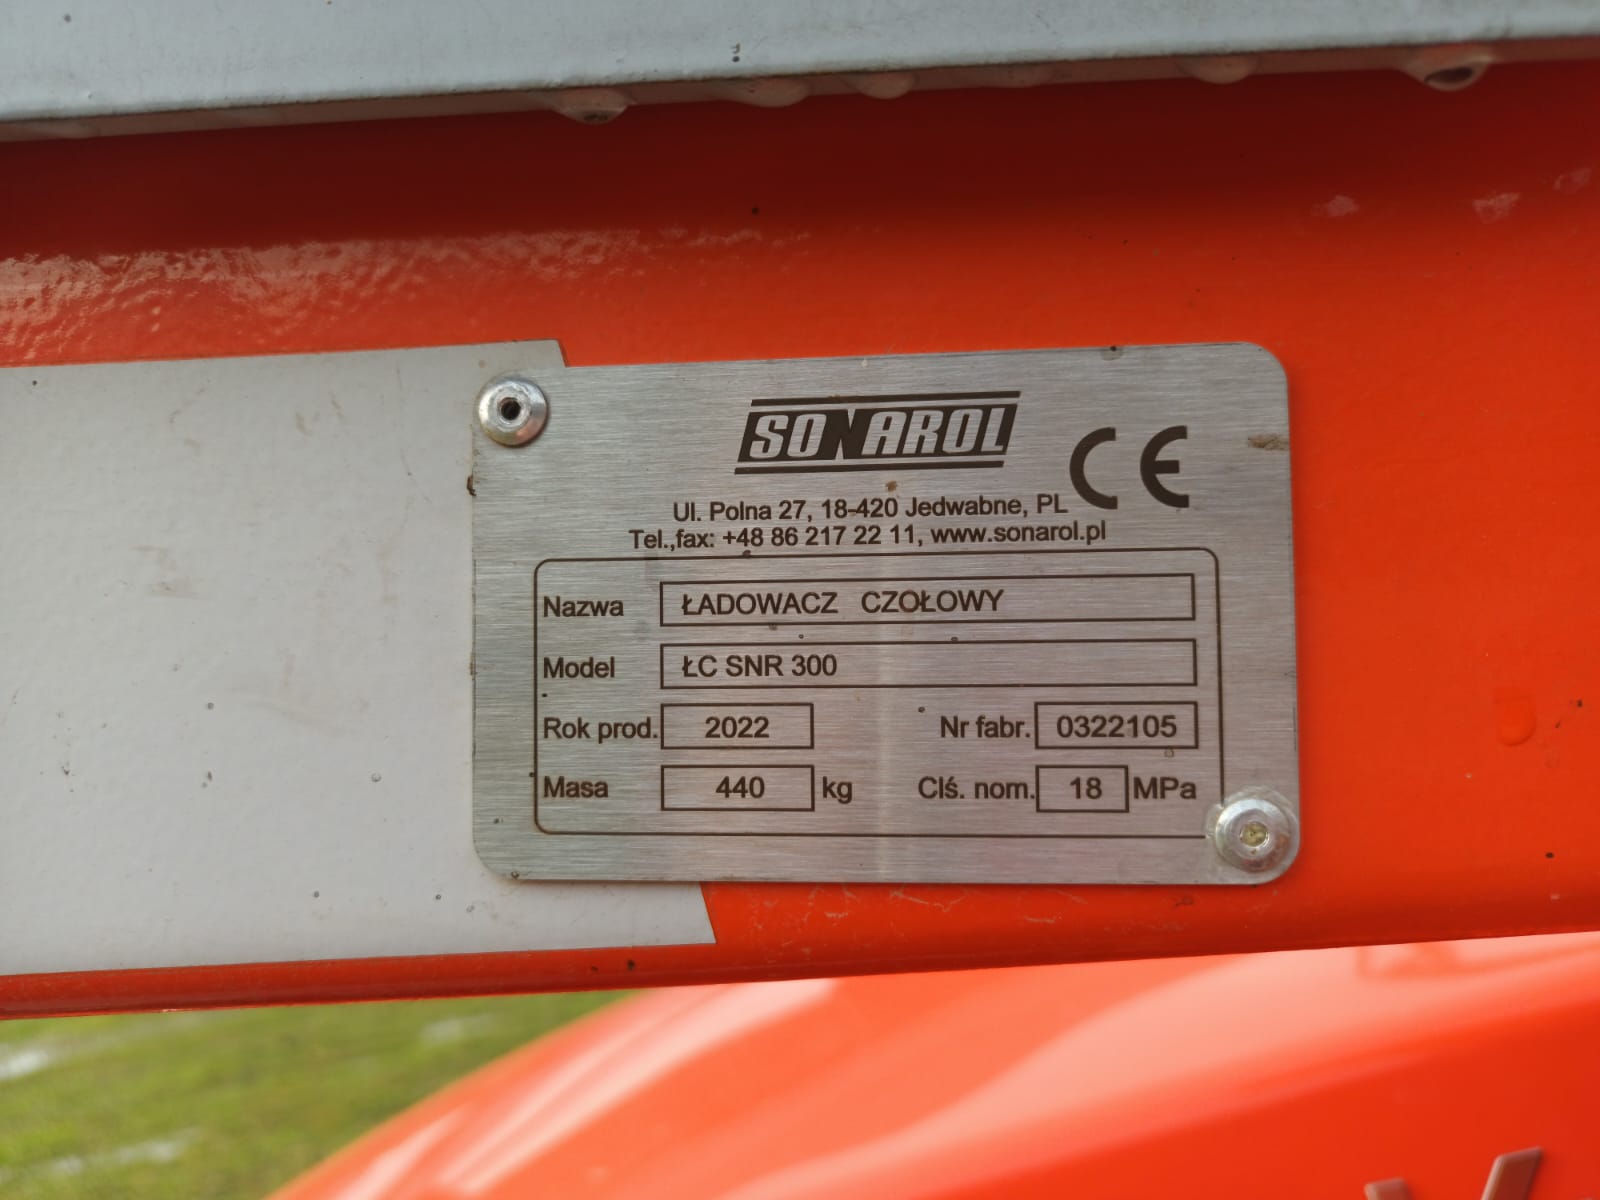 SONAROL
CE
Ul. Polna 27, 18-420 Jedwabne, PL
Tel.,fax: +48 86 217 22 11, www.sonarol.pl
Nazwa ŁADOWACZ CZOŁOWY
Model ŁC SNR 300
Rok prod. 2022 Nr fabr. 0322105
Masa 440 kg Clś. nom. 18 MPa